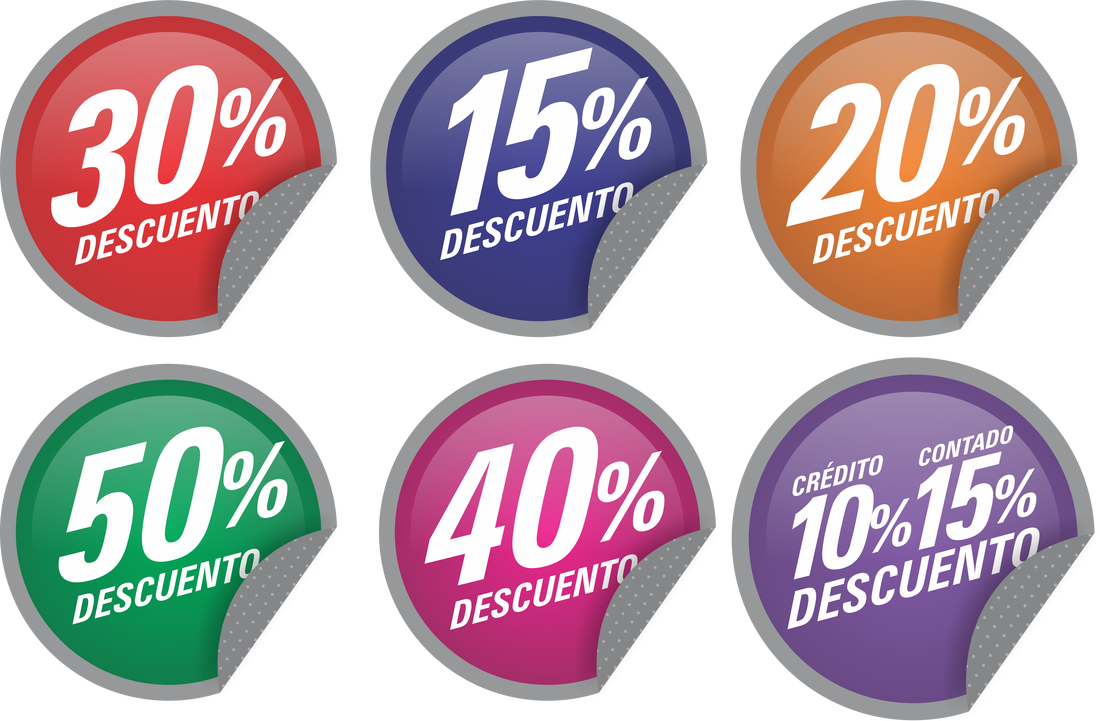 30%
DESCUENTO
15%
DESCUENTO
20%
DESCUENTO
50%
DESCUENTO
40%
DESCUENTO
CRÉDITO CONTADO
10% 15%
DESCUENTO